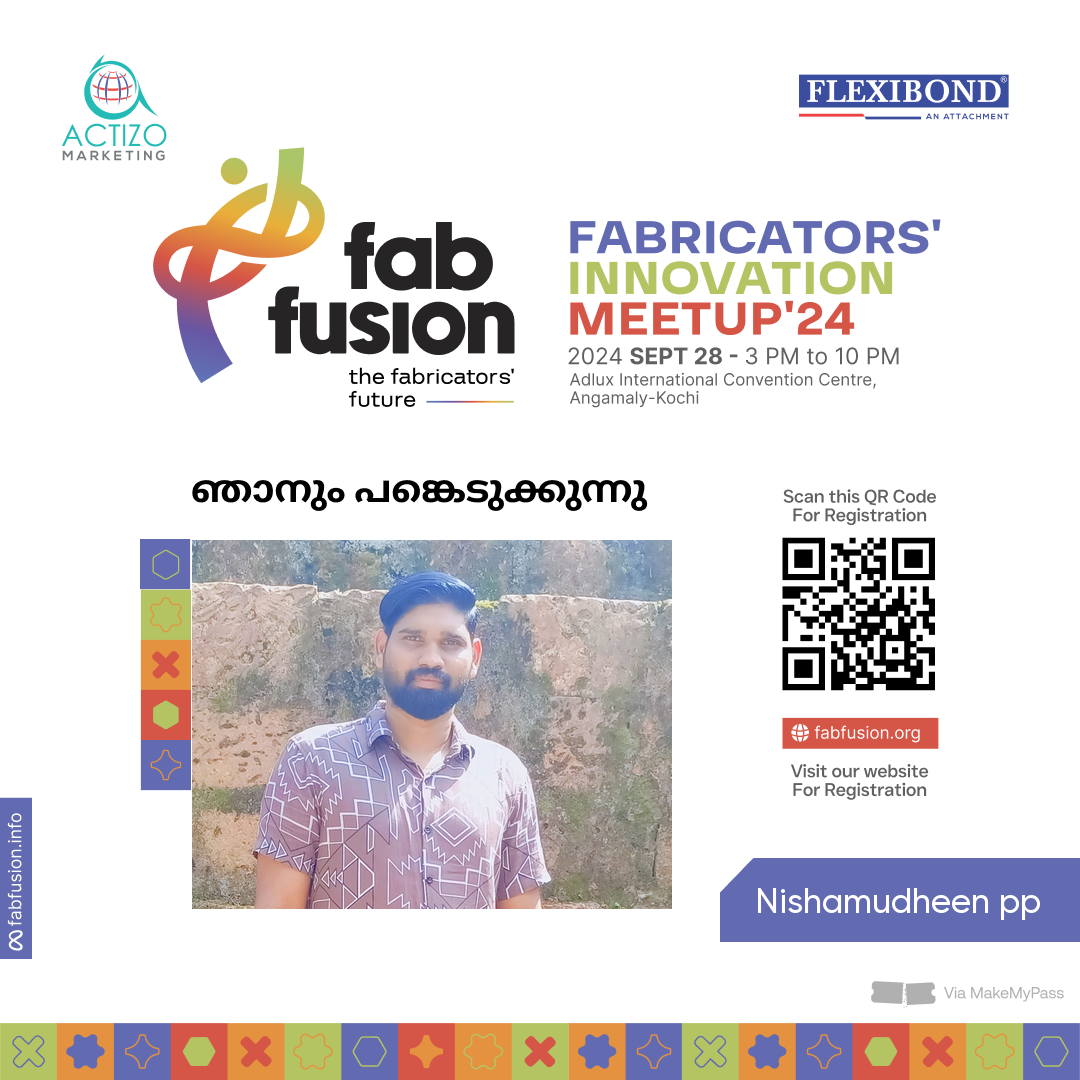 ACTIZO
MARKETING
FLEXIBOND®
AN ATTACHMENT
fab
fusion
the fabricators'
future
FABRICATORS'
INNOVATION
MEETUP'24
2024 SEPT 28 - 3 PM to 10 PM
Adlux International Convention Centre,
Angamaly-Kochi
ഞാനും പങ്കെടുക്കുന്നു
Scan this QR Code
For Registration
fabfusion.org
Visit our website
For Registration
fabfusion.info
Nishamudheen pp
Via MakeMyPass